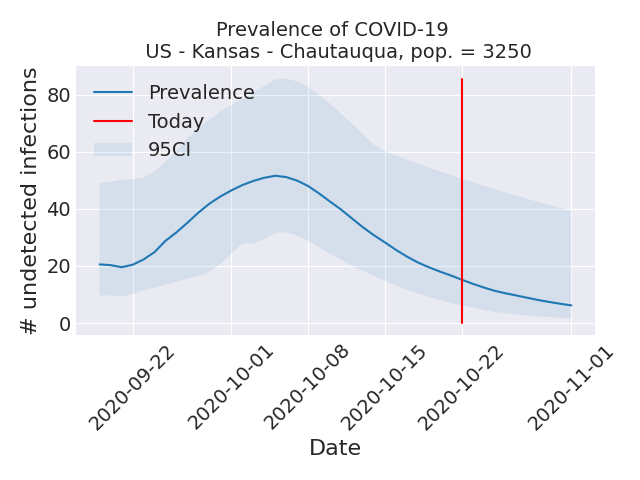 Prevalence of COVID-19
US - Kansas - Chautauqua, pop. = 3250
# undetected infections
80
60
40
20
0
Prevalence
Today
95CI
2020-09-22
2020-10-01
2020-10-08
2020-10-15
2020-10-22
2020-11-01
Date